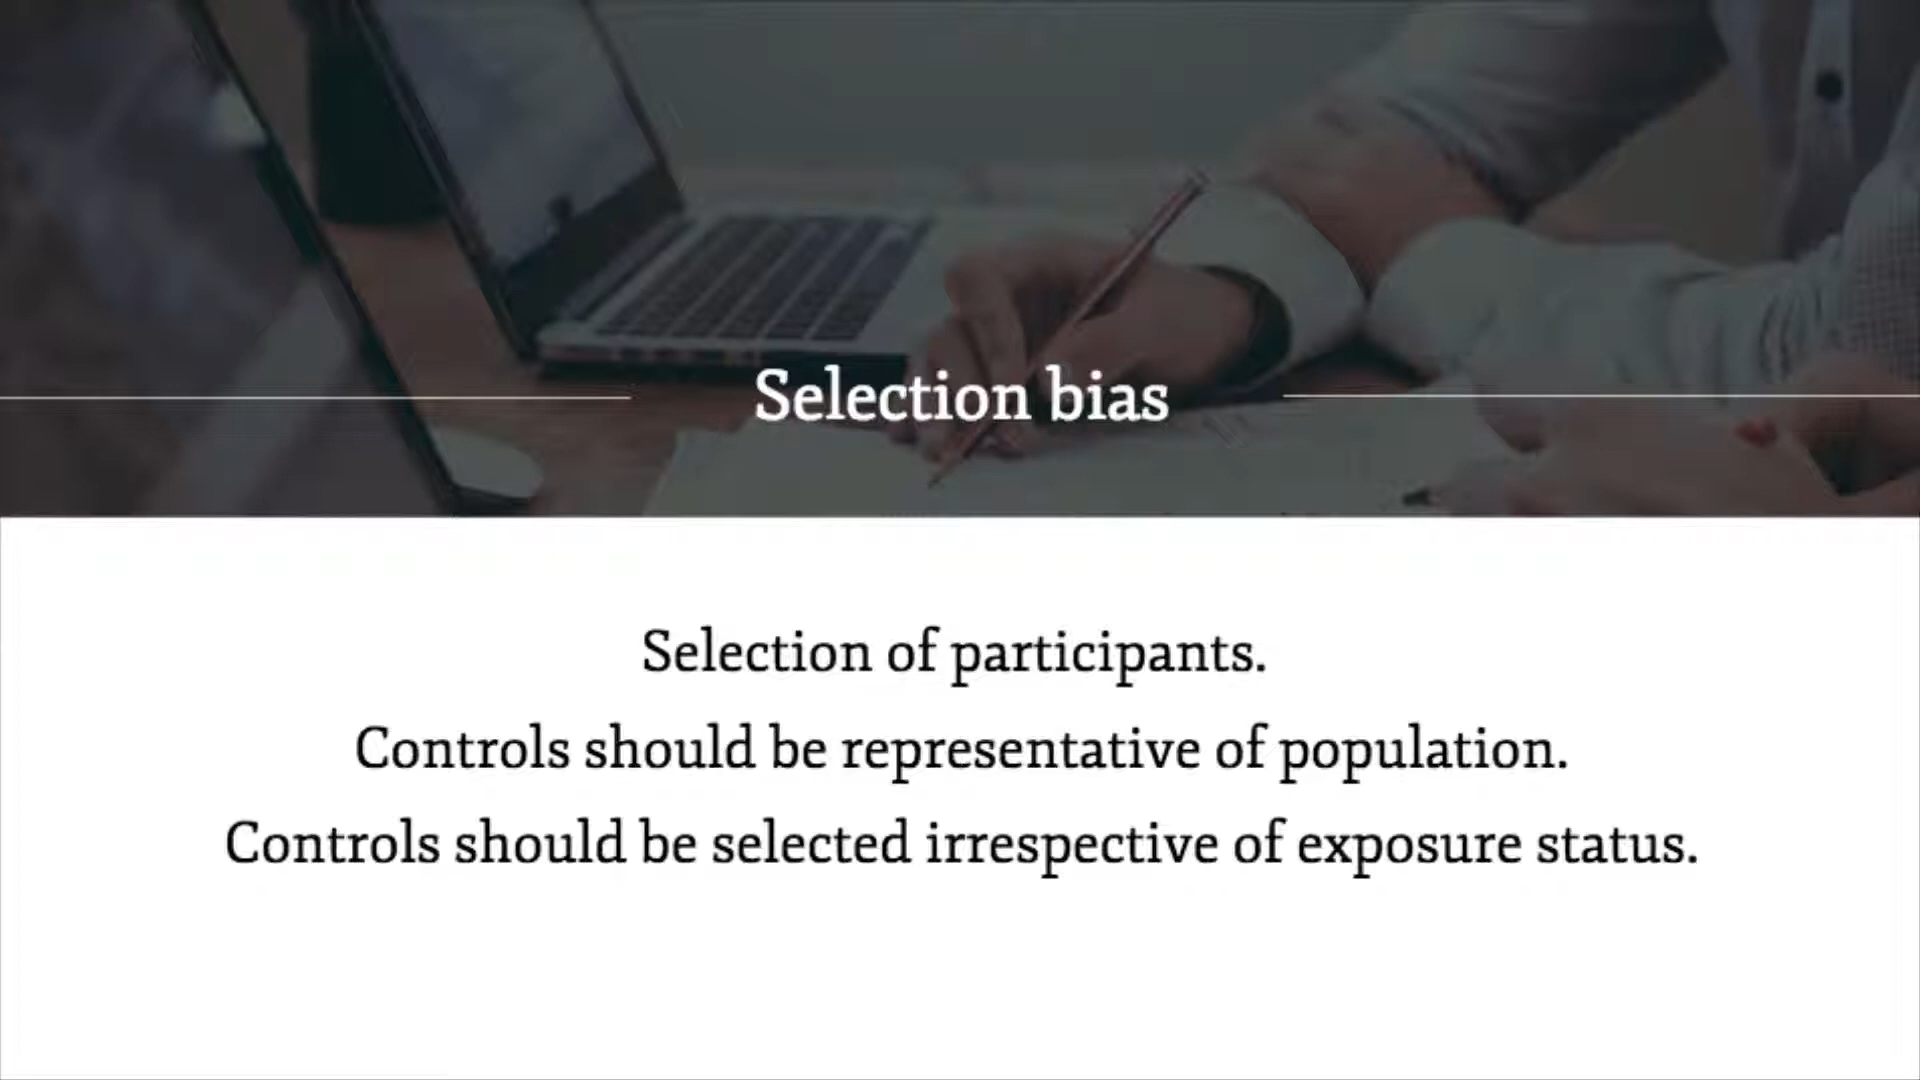 Selection bias
Selection of participants.
Controls should be representative of population.
Controls should be selected irrespective of exposure status.